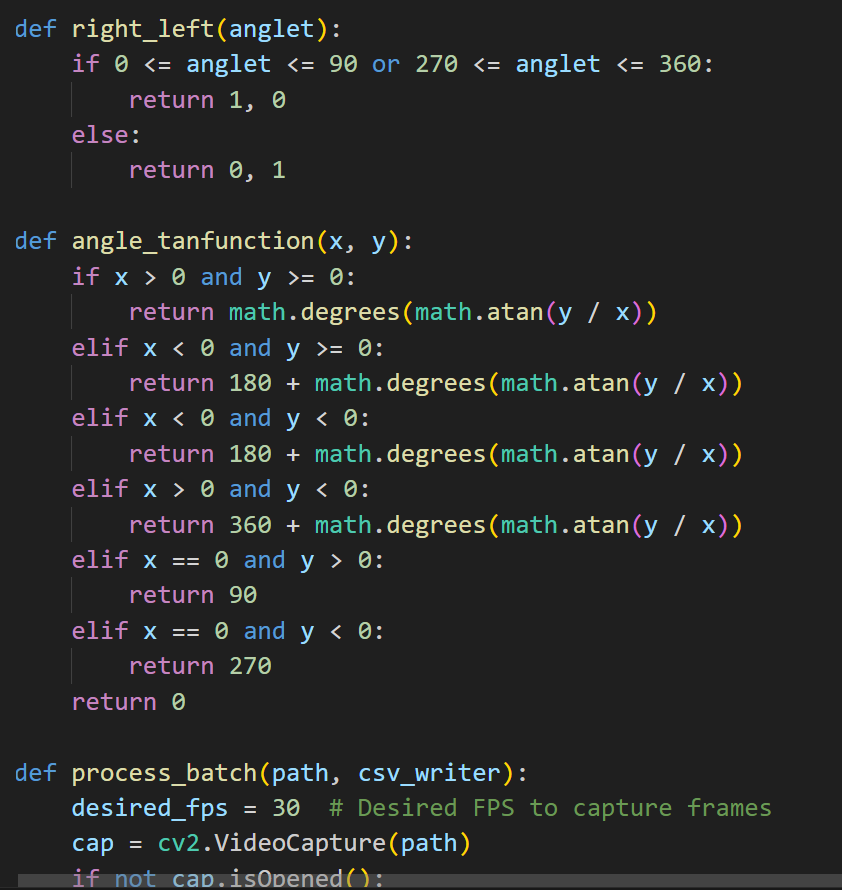 def right_left(anglet):
    if 0 <= anglet <= 90 or 270 <= anglet <= 360:
        return 1, 0
    else:
        return 0, 1

def angle_tanfunction(x, y):
    if x > 0 and y >= 0:
        return math.degrees(math.atan(y / x))
    elif x < 0 and y >= 0:
        return 180 + math.degrees(math.atan(y / x))
    elif x < 0 and y < 0:
        return 180 + math.degrees(math.atan(y / x))
    elif x > 0 and y < 0:
        return 360 + math.degrees(math.atan(y / x))
    elif x == 0 and y > 0:
        return 90
    elif x == 0 and y < 0:
        return 270
    return 0

def process_batch(path, csv_writer):
    desired_fps = 30  # Desired FPS to capture frames
    cap = cv2.VideoCapture(path)
    if not cap.isOpened():